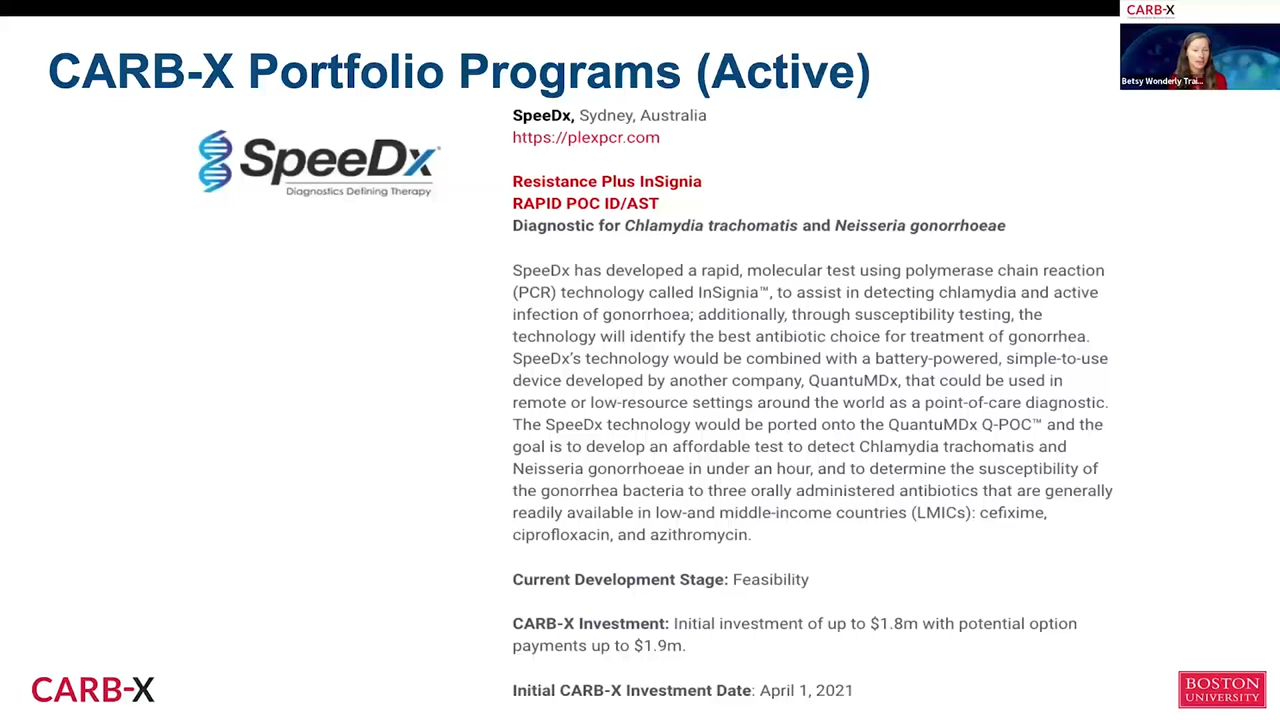 CARB-X
CARB-X Portfolio Programs (Active)
Betsy Wonderly Trai...
SpeeDx
Diagnostics Defining Therapy
SpeeDx, Sydney, Australia
https://plexpcr.com
Resistance Plus InSignia
RAPID POC ID/AST
Diagnostic for Chlamydia trachomatis and Neisseria gonorrhoeae
SpeeDx has developed a rapid, molecular test using polymerase chain reaction
(PCR) technology called InSignia™, to assist in detecting chlamydia and active
infection of gonorrhoea; additionally, through susceptibility testing, the
technology will identify the best antibiotic choice for treatment of gonorrhea.
SpeeDx's technology would be combined with a battery-powered, simple-to-use
device developed by another company, QuantuMDx, that could be used in
remote or low-resource settings around the world as a point-of-care diagnostic.
The SpeeDx technology would be ported onto the QuantuMDx Q-POC™ and the
goal is to develop an affordable test to detect Chlamydia trachomatis and
Neisseria gonorrhoeae in under an hour, and to determine the susceptibility of
the gonorrhea bacteria to three orally administered antibiotics that are generally
readily available in low-and middle-income countries (LMICs): cefixime,
ciprofloxacin, and azithromycin.
Current Development Stage: Feasibility
CARB-X Investment: Initial investment of up to $1.8m with potential option
payments up to $1.9m.
Initial CARB-X Investment Date: April 1, 2021
CARB-X
BOSTON
UNIVERSITY